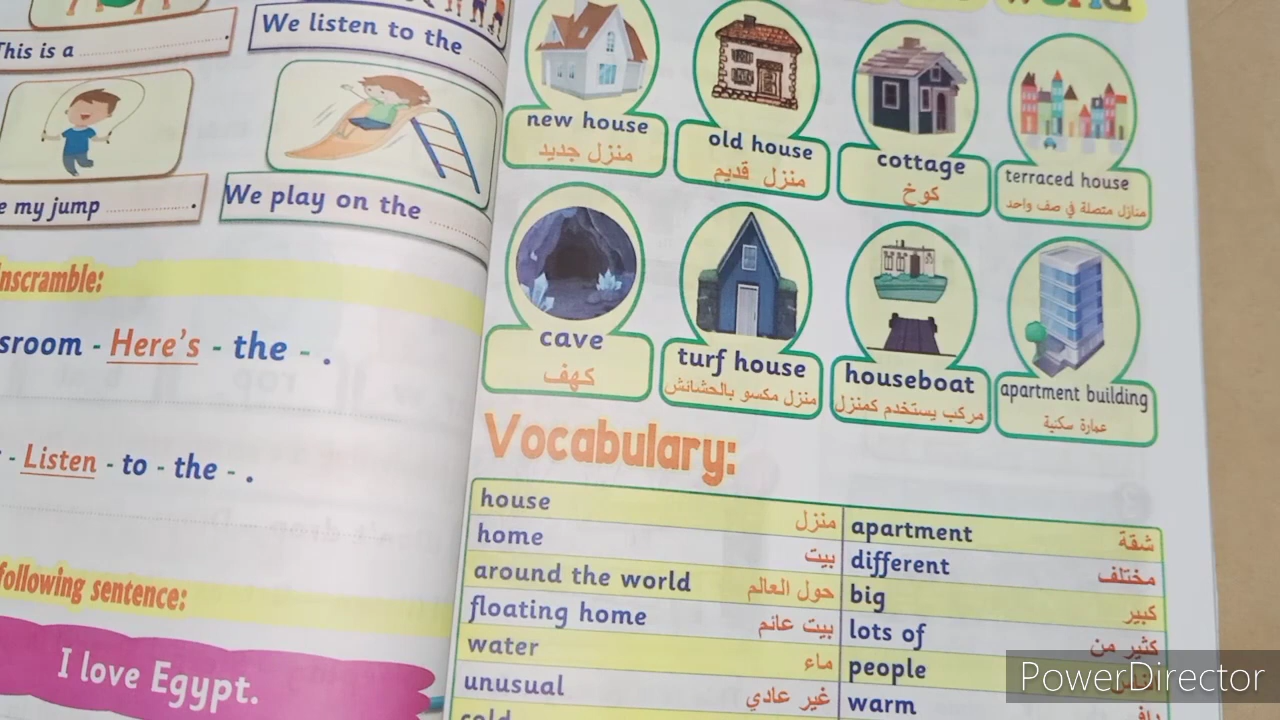 This is a ................ .
We listen to the ......
e my jump ................ .
We play on the .........
nscramble:
sroom - Here's - the - .
- Listen - to - the - .
following sentence:
I love Egypt.
new house
منزل جديد
old house
منزل قديم
cottage
كوخ
terraced house
منازل متصلة في صف واحد
cave
كهف
turf house
منزل مكسو بالحشائش
houseboat
مركب يستخدم كمنزل
apartment building
عمارة سكنية
Vocabulary:
house منزل apartment شقة
home بيت different مختلف
around the world حول العالم big كبير
floating home بيت عائم lots of كثير من
water ماء people
unusual غير عادي warm
cold
PowerDirector